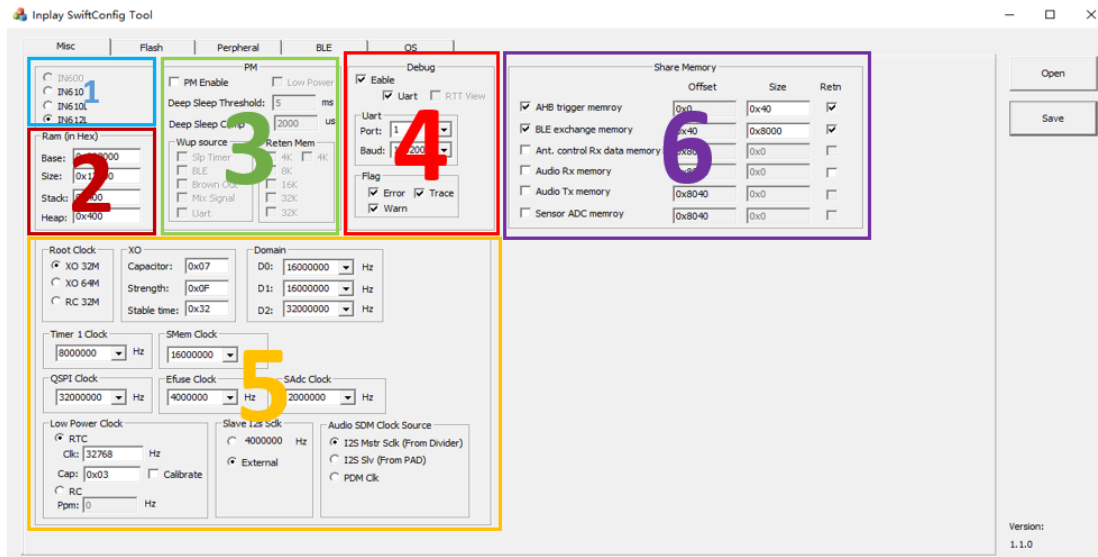 Inplay SwiftConfig Tool
Misc Flash Perpheral BLE OS
Open
Save
1
IN600
IN610
IN610L
IN612L
2
Ram (in Hex)
Base:
Size:
Stack:
Heap: 0x400
3
PM
PM Enable Low Power
Deep Sleep Threshold: 5 ms
Deep Sleep 2000 us
Wup source
Slp Timer
BLE
Brown
Mix Signal
Uart
Reten Mem
4K 4K
8K
16K
32K
32K
4
Debug
Eable
Uart RTT View
Uart
Port: 1
Baud:
Flag
Error Trace
Warn
6
Share Memory
Offset Size Retn
AHB trigger memroy 0x0 0x40
BLE exchange memory 0x40 0x8000
Ant. control Rx data memory 0x0
Audio Rx memory 0x0
Audio Tx memory 0x8040 0x0
Sensor ADC memroy 0x8040 0x0
5
Root Clock
XO 32M
XO 64M
RC 32M
XO
Capacitor: 0x07
Strength: 0x0F
Stable time: 0x32
Domain
D0: 16000000 Hz
D1: 16000000 Hz
D2: 32000000 Hz
Timer 1 Clock
8000000 Hz
SMem Clock
16000000
QSPI Clock
32000000 Hz
Efuse Clock
4000000 Hz
SAdc Clock
2000000 Hz
Low Power Clock
RTC
Clk: 32768 Hz
Cap: 0x03 Calibrate
RC
Ppm: 0 Hz
Slave I2s Sclk
4000000 Hz
External
Audio SDM Clock Source
I2S Mstr Sclk (From Divider)
I2S Slv (From PAD)
PDM Clk
Version:
1.1.0